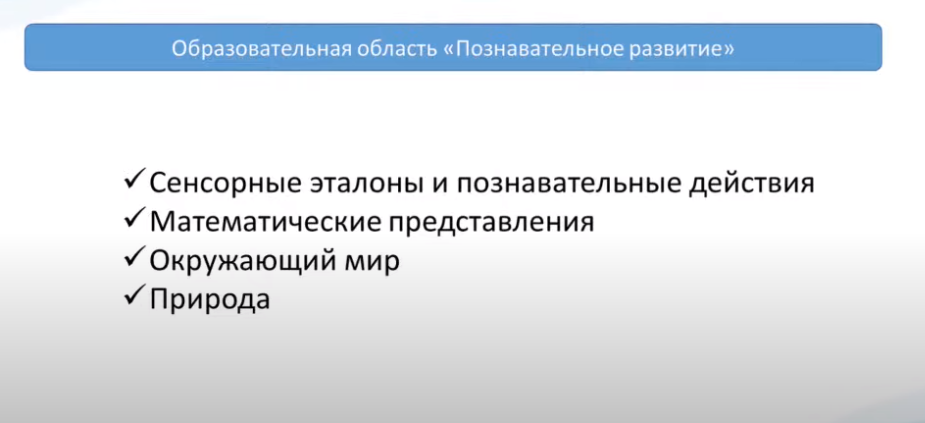 Образовательная область «Познавательное развитие»
✓Сенсорные эталоны и познавательные действия
✓Математические представления
✓Окружающий мир
✓Природа